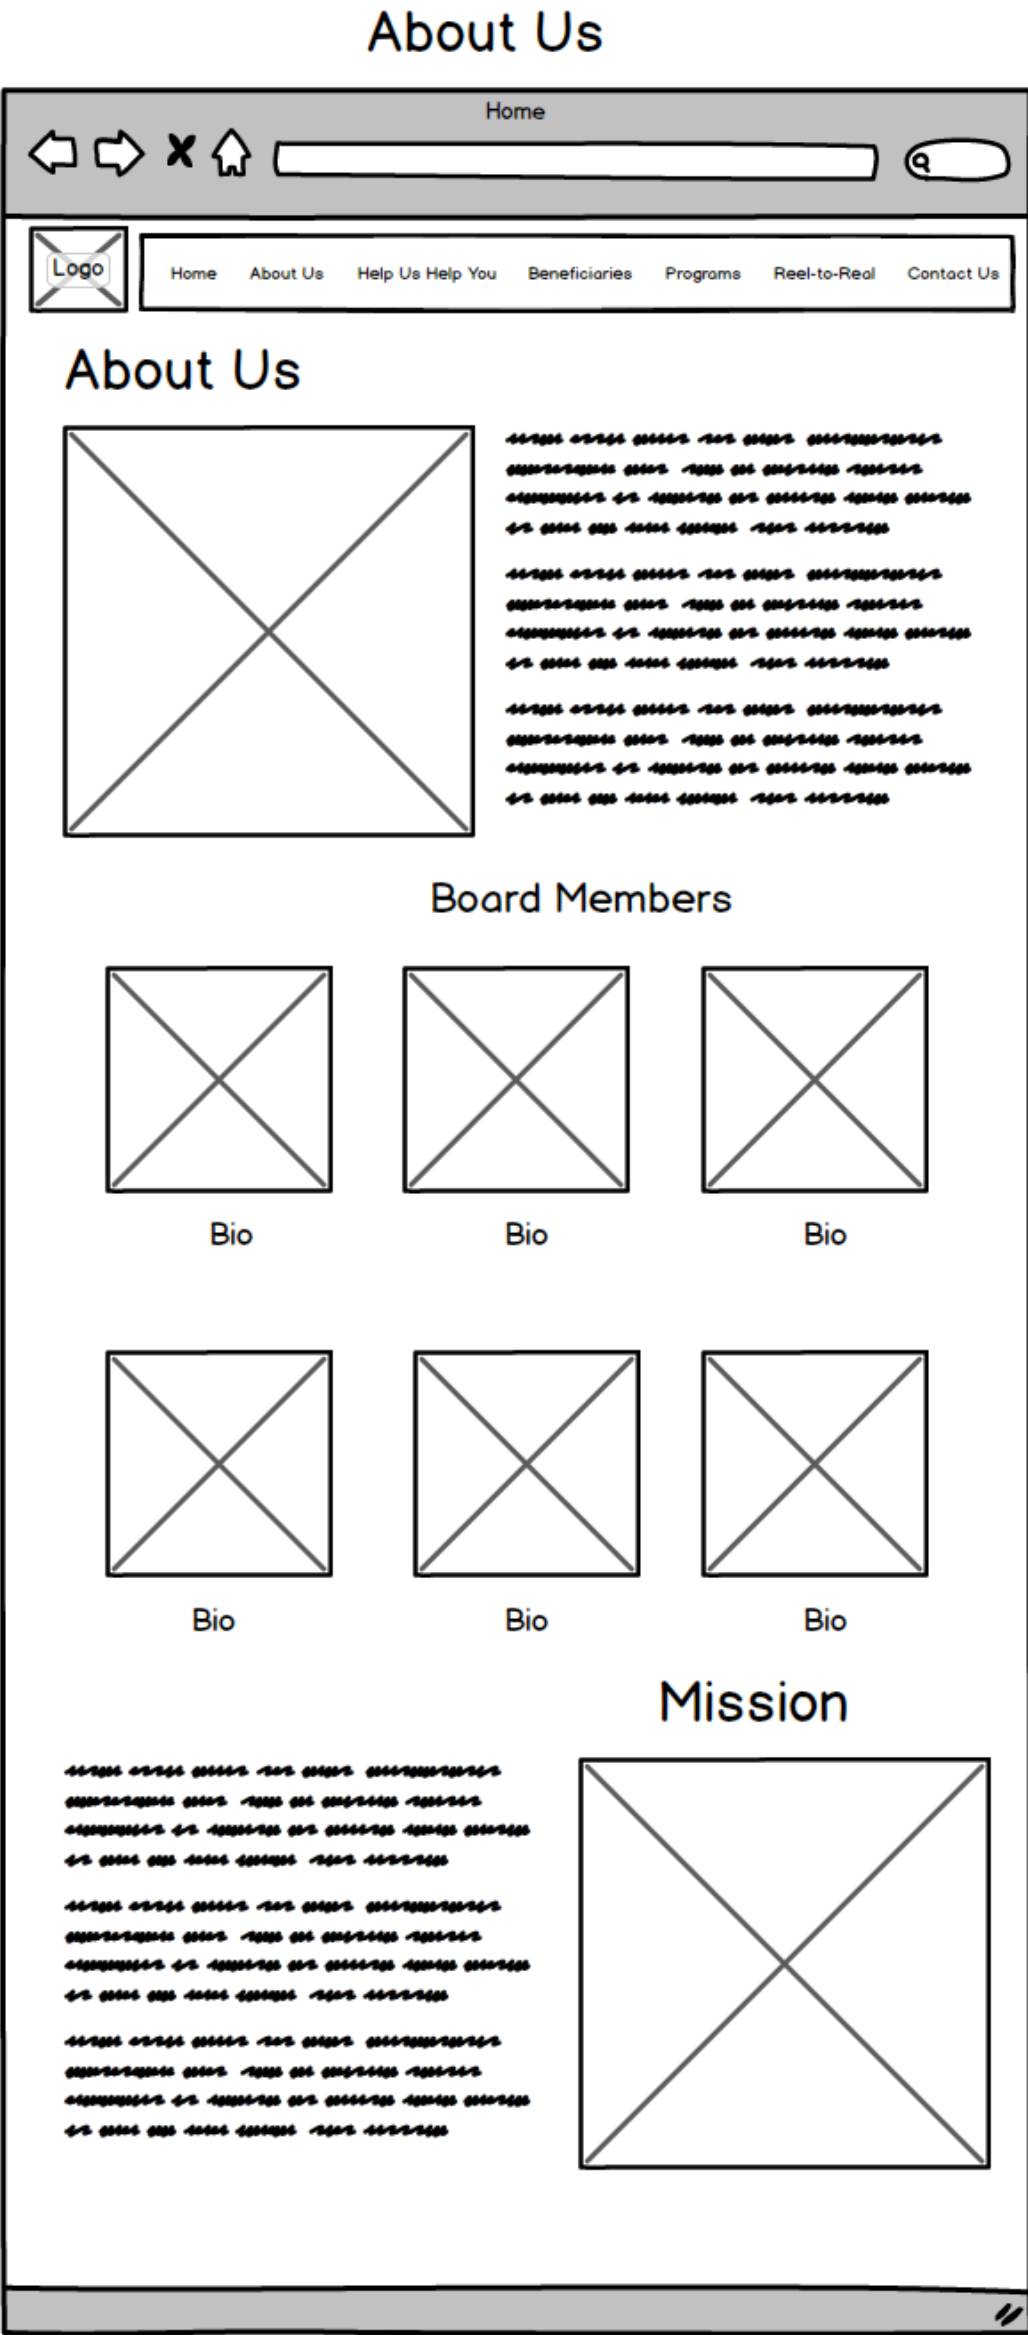 About Us
Home
Logo
Home About Us Help Us Help You Beneficiaries Programs Reel-to-Real Contact Us
About Us
Board Members
Bio Bio Bio
Bio Bio Bio
Mission